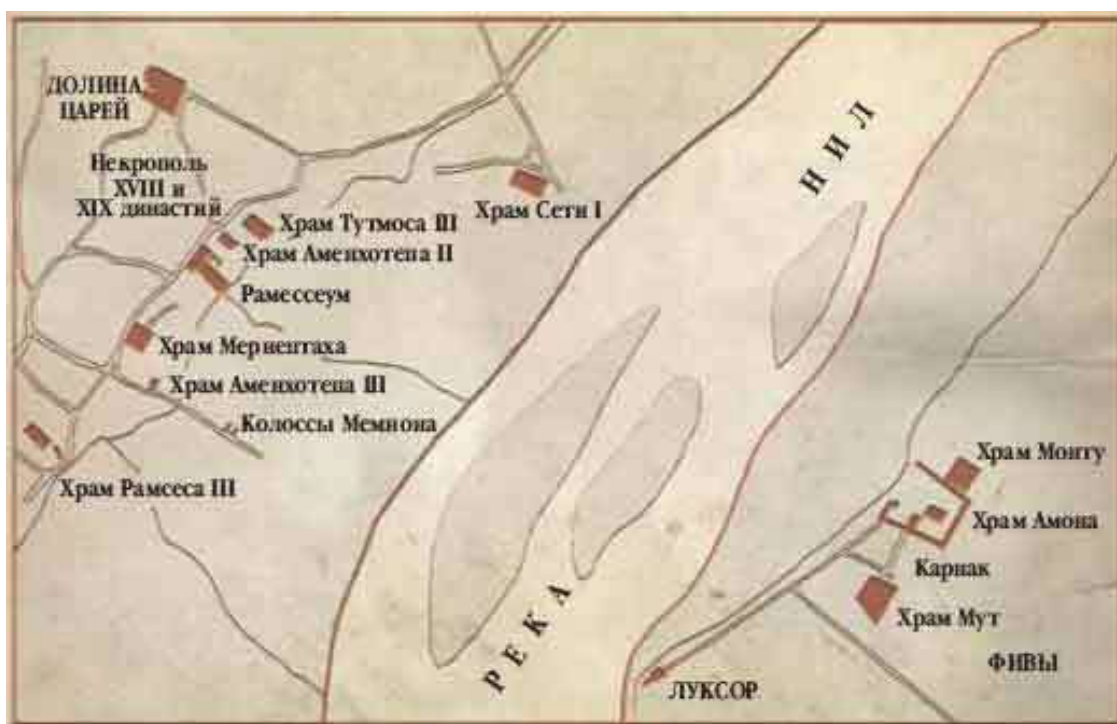 ДОЛИНА
ЦАРЕЙ
Некрополь
XVIII и
XIX династий
Храм Тутмоса III
Храм Сети I
Храм Аменхотепа II
Рамессеум
Храм Мернептаха
Храм Аменхотепа III
Колоссы Мемнона
Храм Рамсеса III
РЕКА
НИЛ
Храм Монту
Храм Амона
Карнак
Храм Мут
ФИВЫ
ЛУКСОР